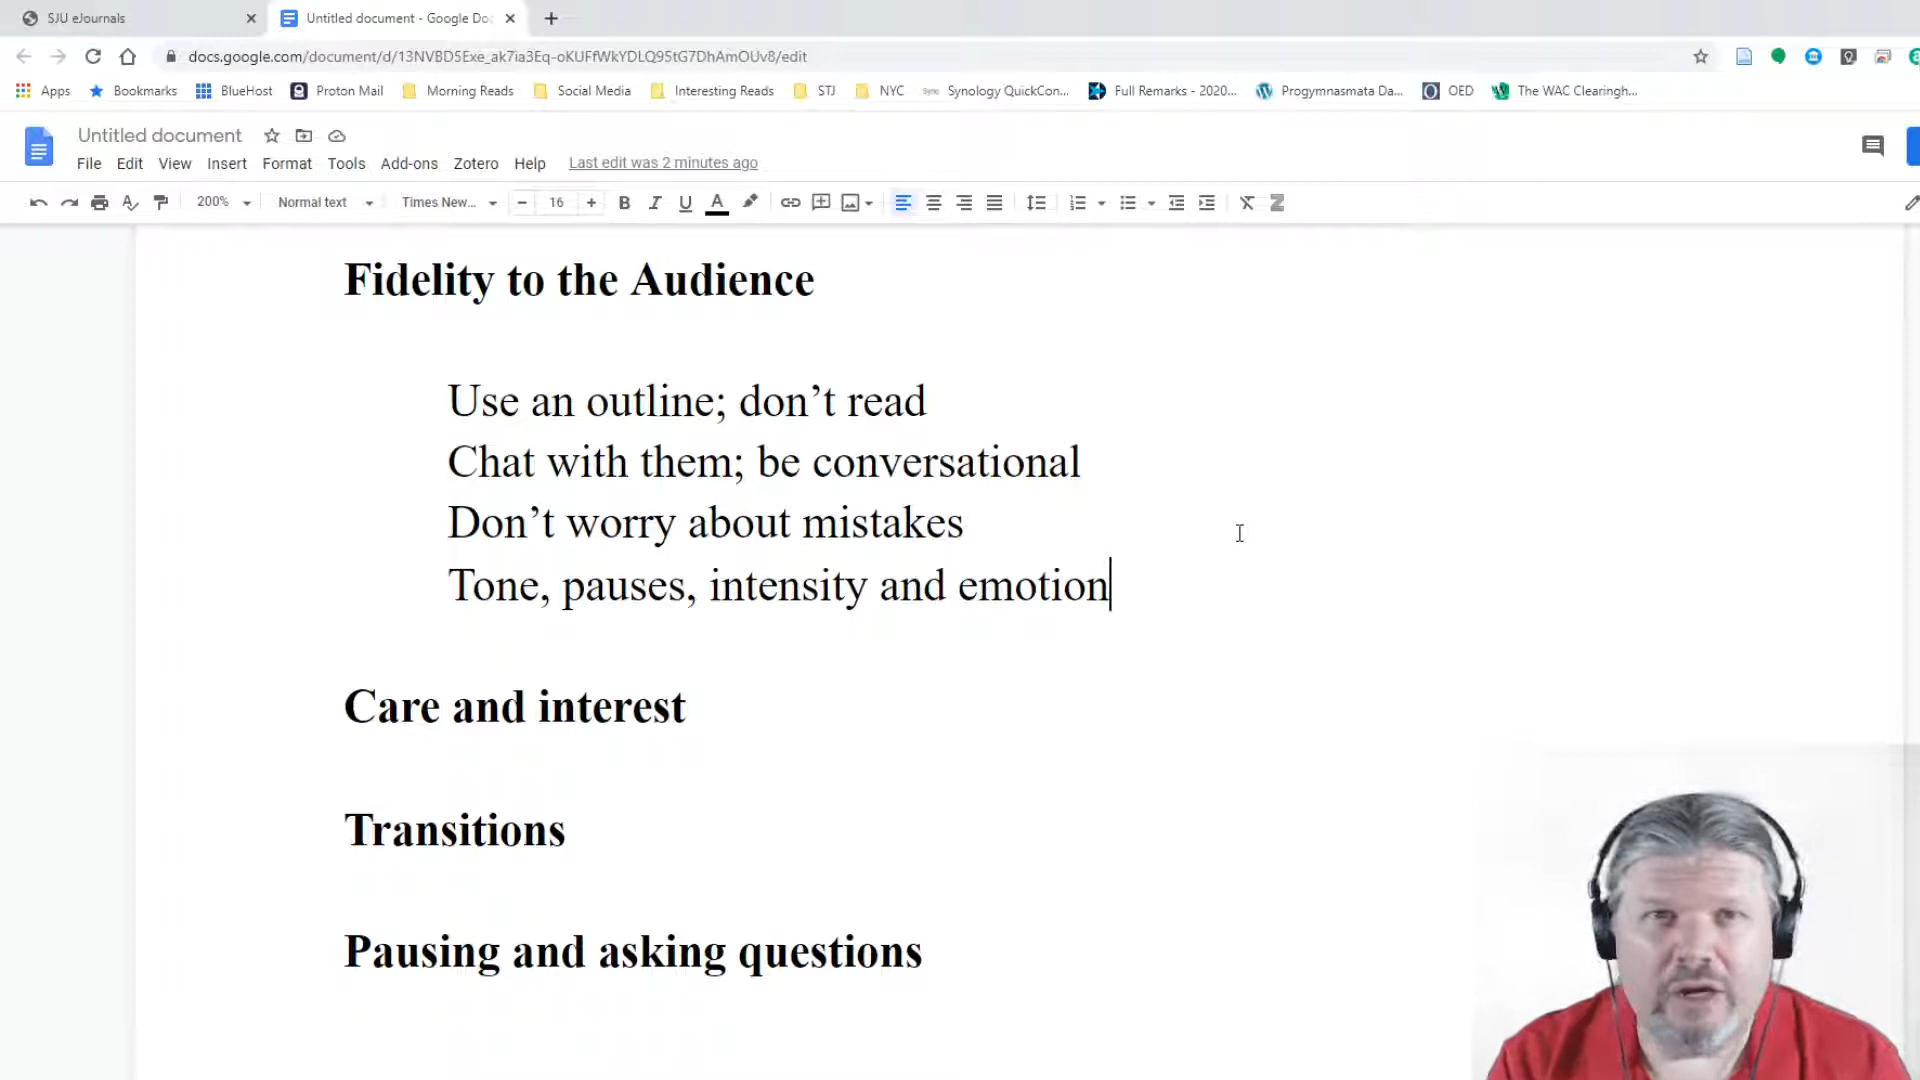 SJU eJournals
Untitled document - Google Doc
docs.google.com/document/d/13NVBD5Exe_ak7ia3Eq-oKUFfWkYDLQ95tG7DhAmOUv8/edit
Apps Bookmarks BlueHost Proton Mail Morning Reads Social Media Interesting Reads STJ NYC Synology QuickCon... Full Remarks - 2020... Progymnasmata Da... OED The WAC Clearingh...
Untitled document
File Edit View Insert Format Tools Add-ons Zotero Help Last edit was 2 minutes ago
200% Normal text Times New... 16 B I U A
Fidelity to the Audience
Use an outline; don’t read
Chat with them; be conversational
Don’t worry about mistakes
Tone, pauses, intensity and emotion
Care and interest
Transitions
Pausing and asking questions